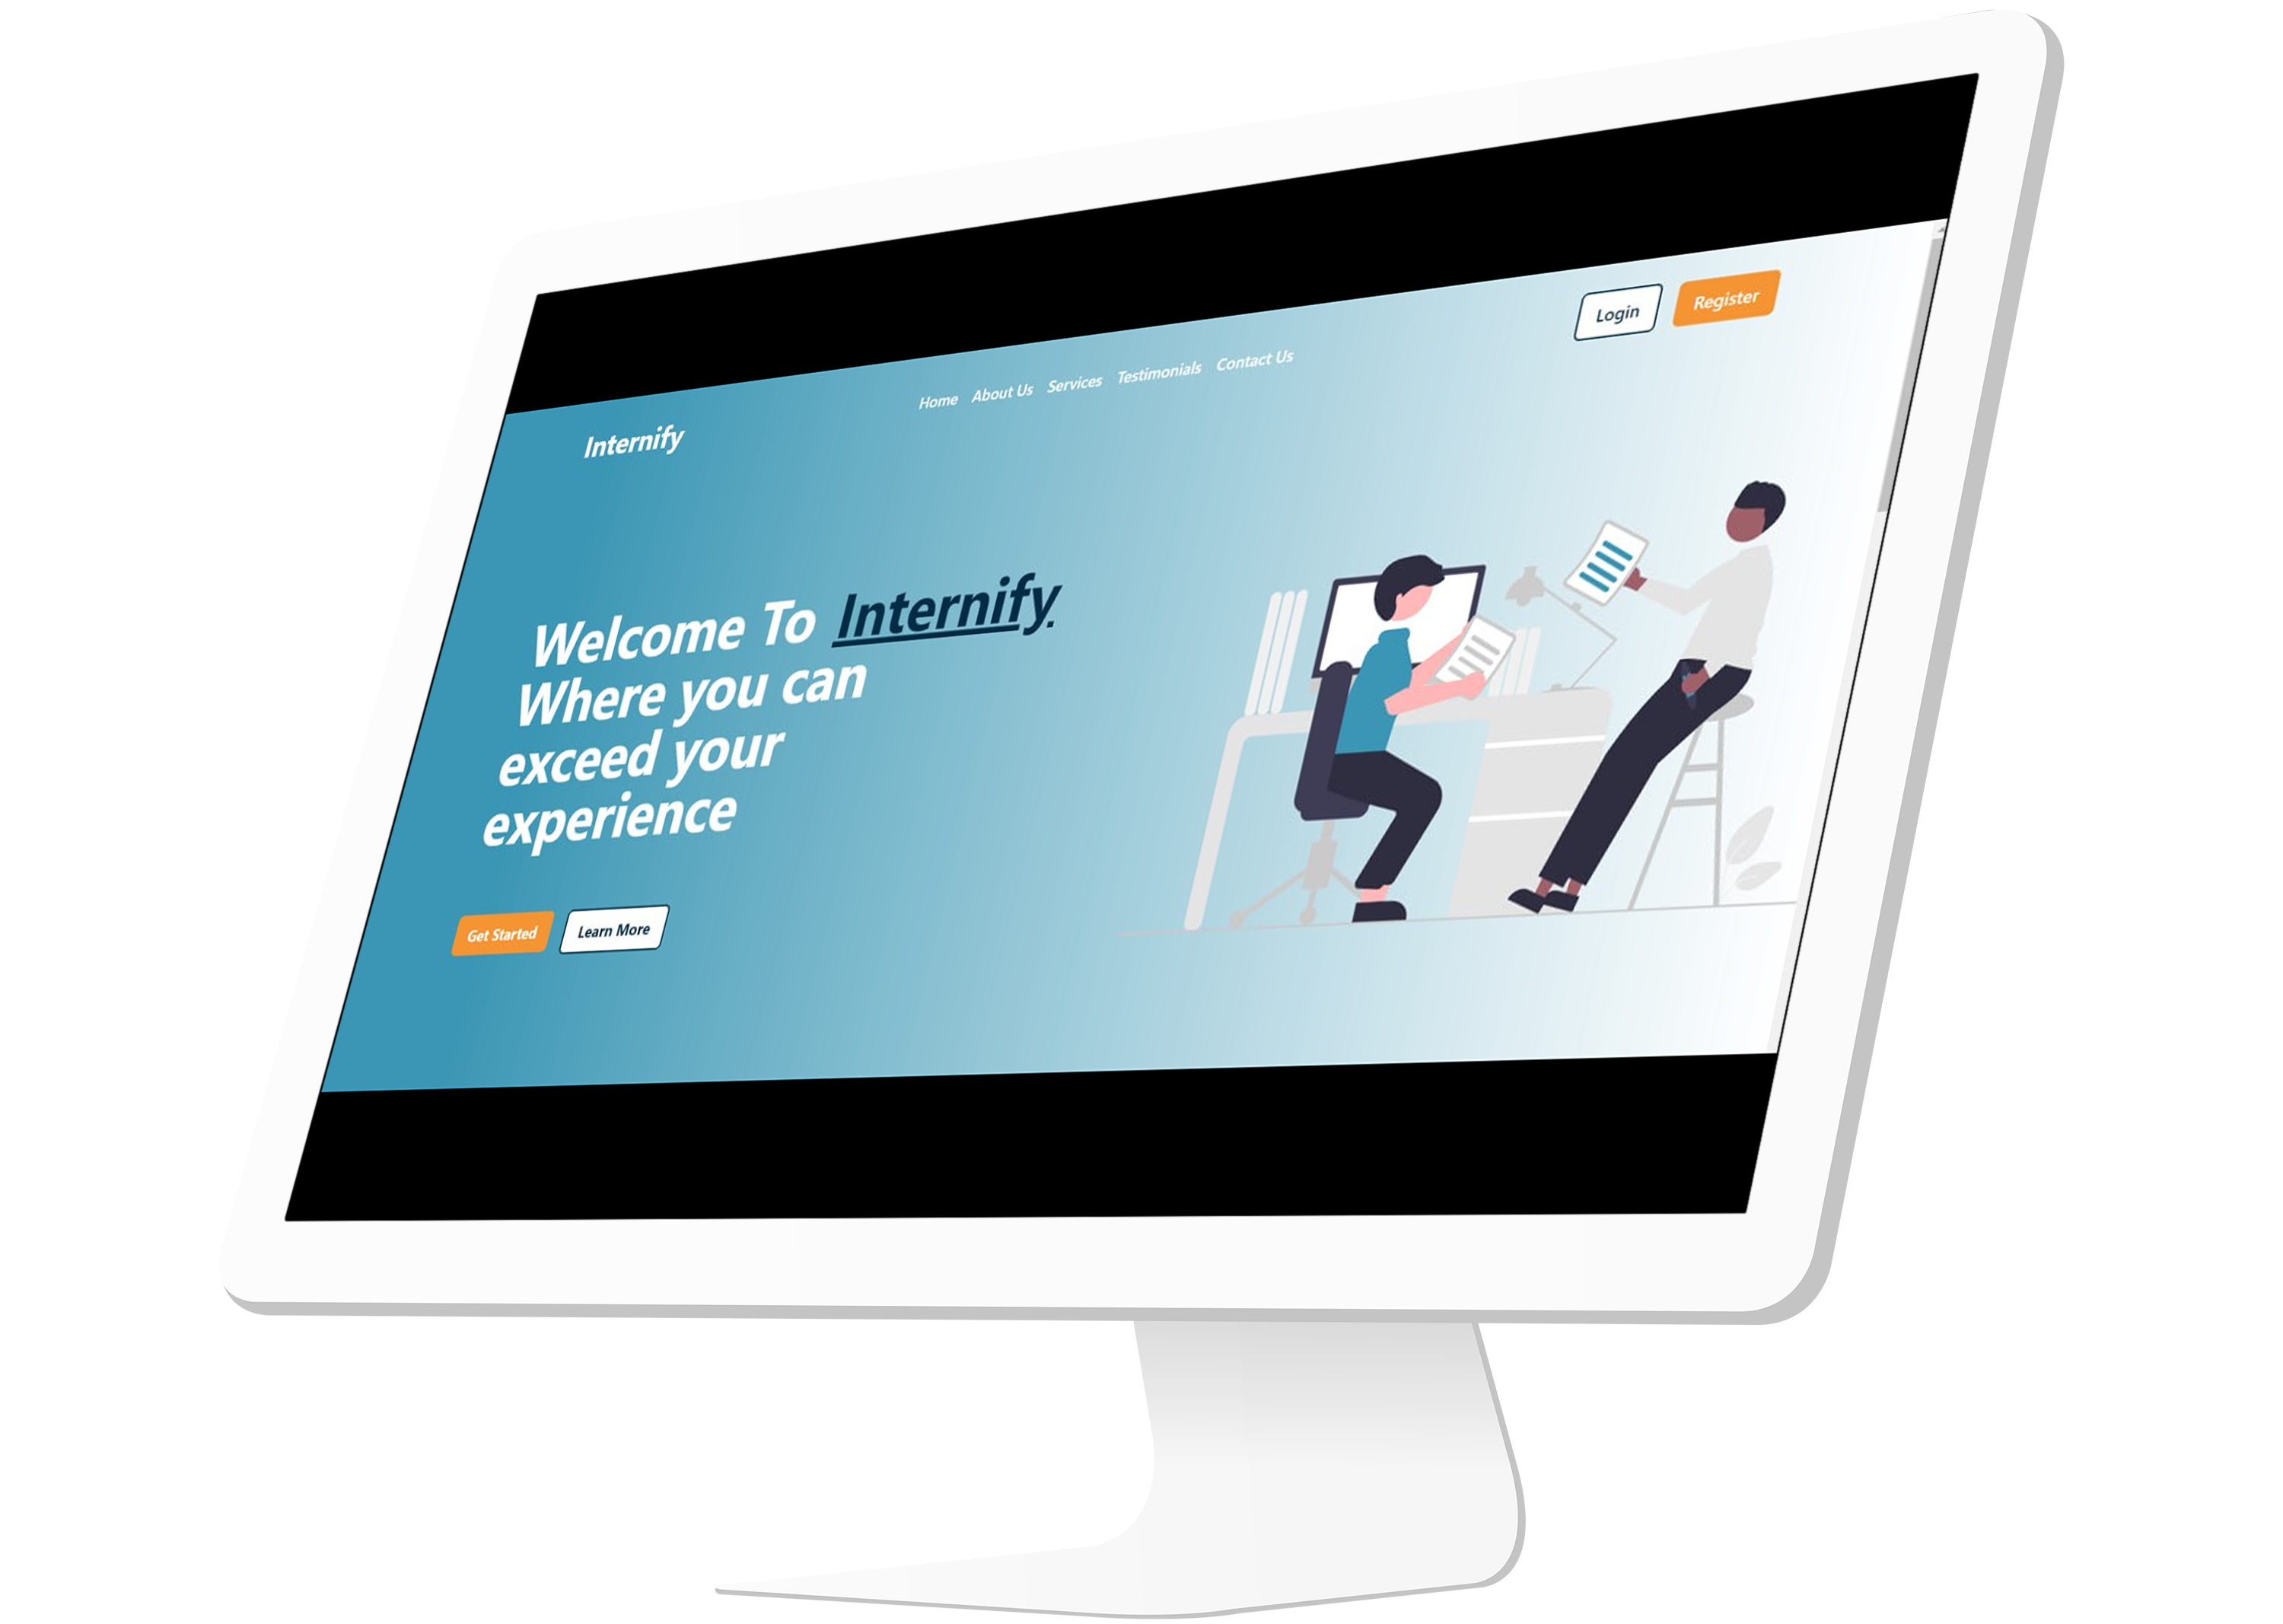 Internify
Home About Us Services Testimonials Contact Us
Login Register
Welcome To Internify
Where you can
exceed your
experience
Get Started Learn More